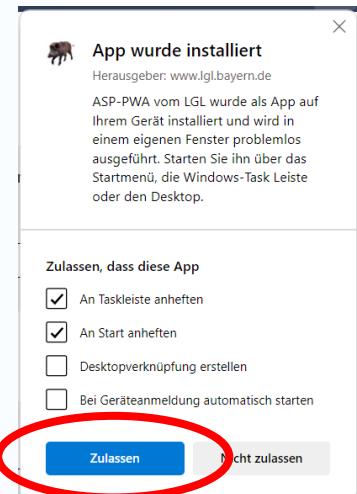 App wurde installiert
Herausgeber: www.lgl.bayern.de
ASP-PWA vom LGL wurde als App auf
Ihrem Gerät installiert und wird in
einem eigenen Fenster problemlos
ausgeführt. Starten Sie ihn über das
Startmenü, die Windows-Task Leiste
oder den Desktop.
Zulassen, dass diese App
An Taskleiste anheften
An Start anheften
Desktopverknüpfung erstellen
Bei Geräteanmeldung automatisch starten
Zulassen
Nicht zulassen